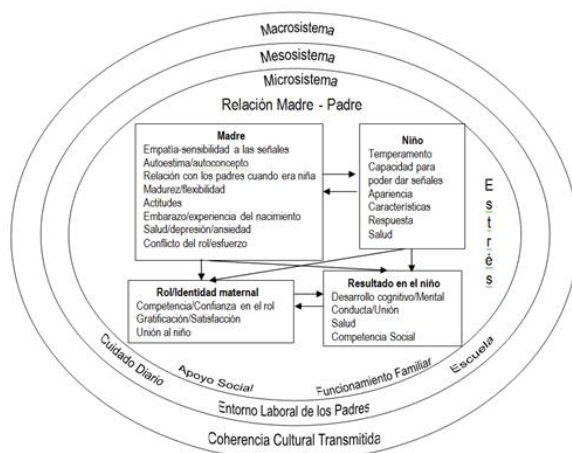 Macrosistema
Mesosistema
Microsistema
Relación Madre - Padre
Madre
Empatía-sensibilidad a las señales
Autoestima/autoconcepto
Relación con los padres cuando era niña
Madurez/flexibilidad
Actitudes
Embarazo/experiencia del nacimiento
Salud/depresión/ansiedad
Conflicto del rol/esfuerzo
Niño
Temperamento
Capacidad para
poder dar señales
Apariencia
Características
Respuesta
Salud
Estrés
Rol/Identidad maternal
Competencia/Confianza en el rol
Gratificación/Satisfacción
Unión al niño
Resultado en el niño
Desarrollo cognitivo/Mental
Conducta/Unión
Salud
Competencia Social
Cuidado Diario
Apoyo Social
Funcionamiento Familiar
Escuela
Entorno Laboral de los Padres
Coherencia Cultural Transmitida